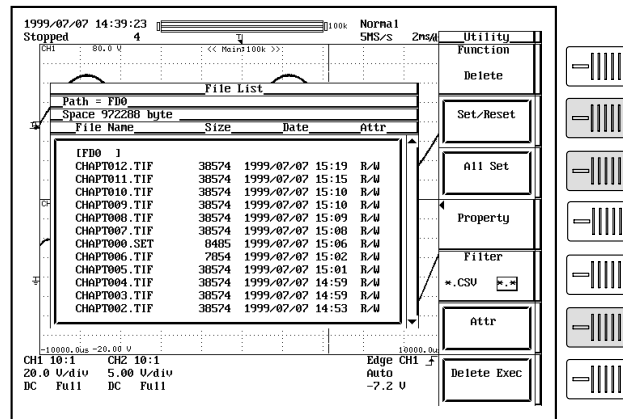 1999/07/07 14:39:23 100k Normal
Stopped 4 5MS/s 2ms/d
CH1 80.0 V << Main:100k >>
Utility
Function
Delete
File List
Path = FD0
Space 972288 byte
File Name Size Date Attr
[FD0 ]
CHAPT012.TIF 38574 1999/07/07 15:19 R/W
CHAPT011.TIF 38574 1999/07/07 15:15 R/W
CHAPT010.TIF 38574 1999/07/07 15:10 R/W
CHAPT009.TIF 38574 1999/07/07 15:10 R/W
CHAPT008.TIF 38574 1999/07/07 15:09 R/W
CHAPT007.TIF 38574 1999/07/07 15:08 R/W
CHAPT000.SET 8485 1999/07/07 15:06 R/W
CHAPT006.TIF 7854 1999/07/07 15:02 R/W
CHAPT005.TIF 38574 1999/07/07 15:01 R/W
CHAPT004.TIF 38574 1999/07/07 14:59 R/W
CHAPT003.TIF 38574 1999/07/07 14:59 R/W
CHAPT002.TIF 38574 1999/07/07 14:53 R/W
Set/Reset
All Set
Property
Filter
*.CSV *.*
Attr
Delete Exec
-10000.0us -20.00 V 10000.0u
CH1 10:1 CH2 10:1 Edge CH1
20.0 V/div 5.00 V/div Auto
DC Full DC Full -7.2 V